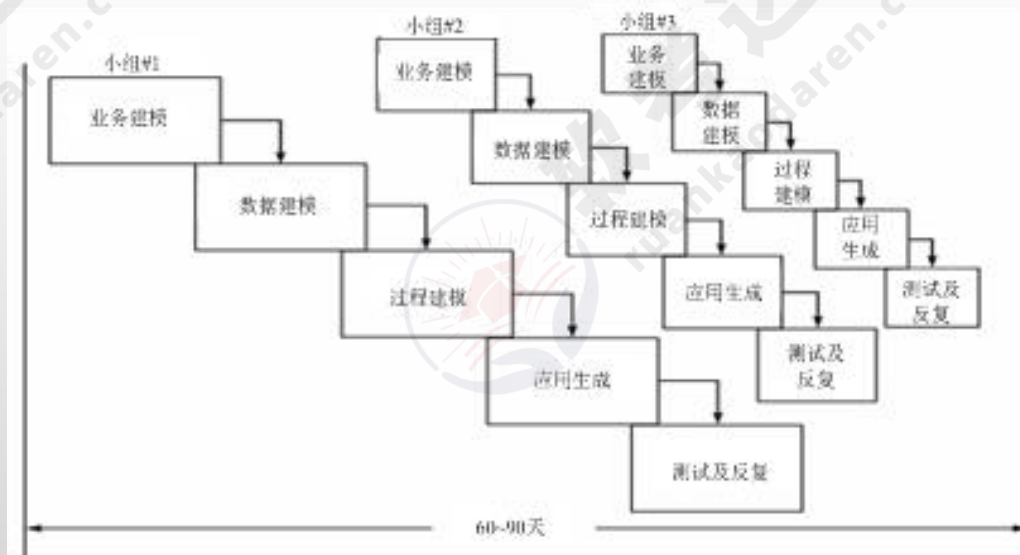 小组#1
业务建模
数据建模
过程建模
应用生成
测试及反复
小组#2
业务建模
数据建模
过程建模
应用生成
测试及
反复
小组#3
业务
建模
数据
建模
过程
建模
应用
生成
测试及
反复
60~90天
ruankaodaren.c
aren.c